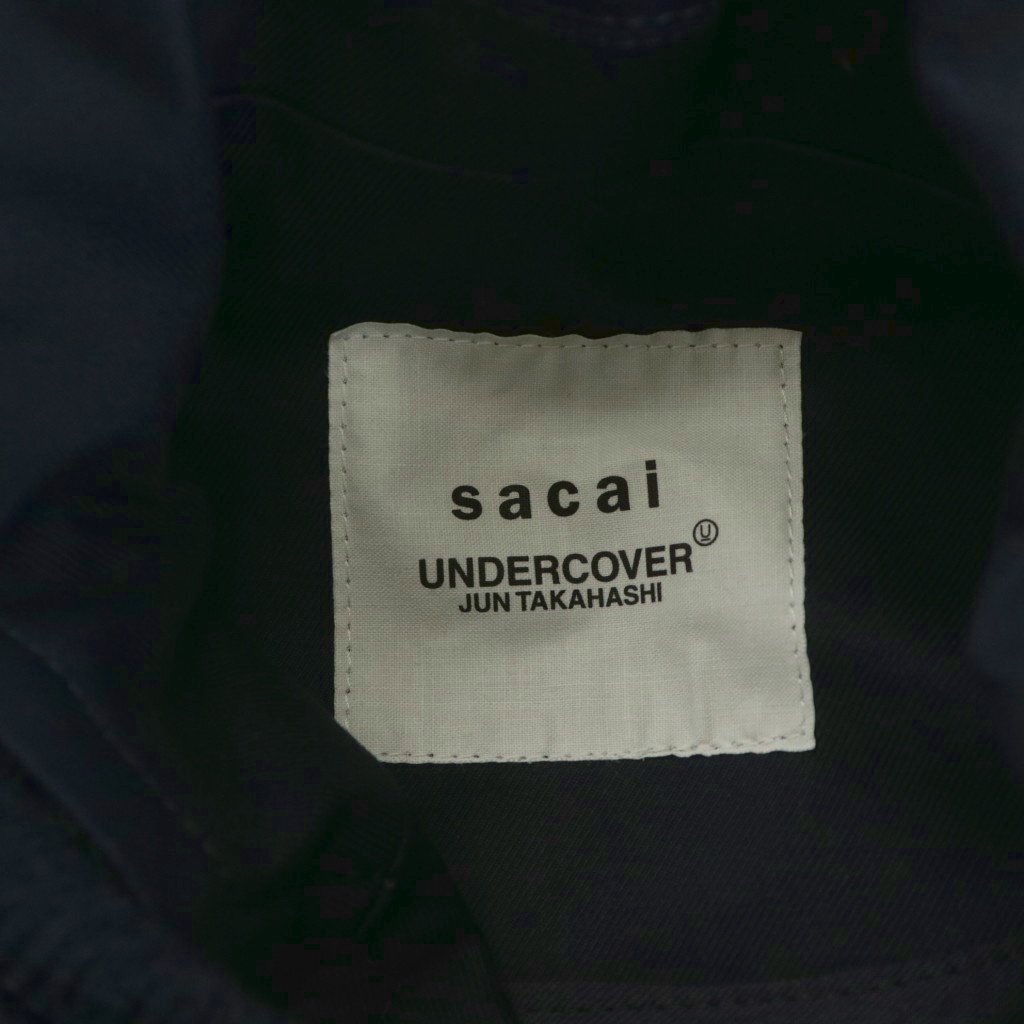 sacai
UNDERCOVER Ⓤ
JUN TAKAHASHI